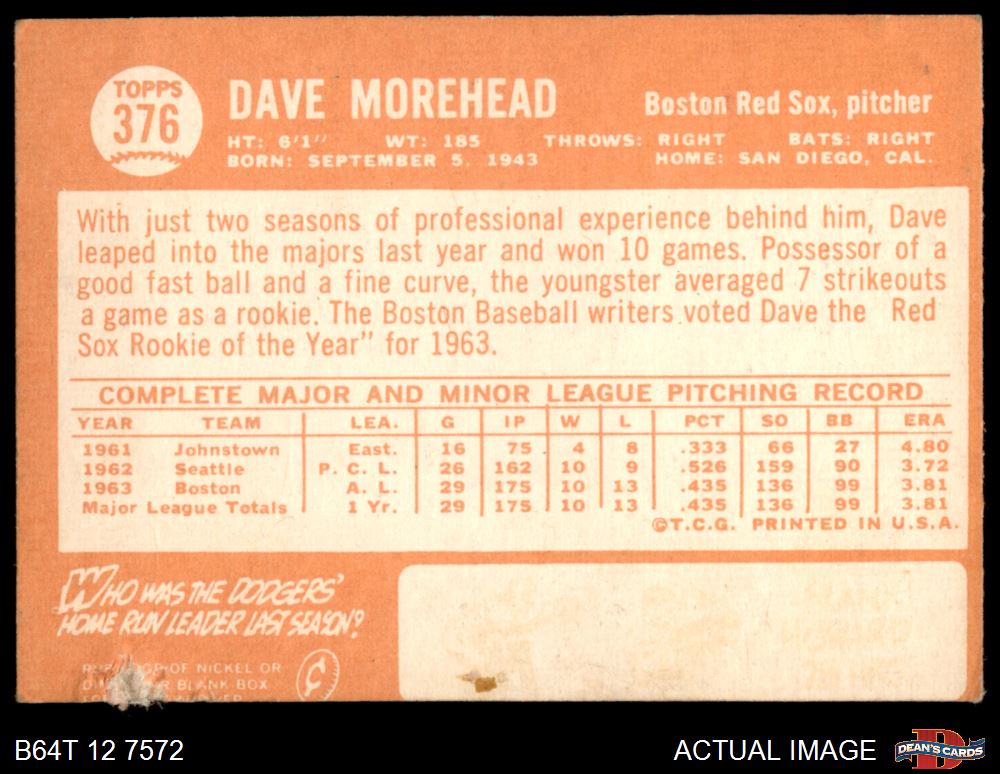 TOPPS
376
DAVE MOREHEAD
Boston Red Sox, pitcher
HT: 6'1" WT: 185 THROWS: RIGHT BATS: RIGHT
BORN: SEPTEMBER 5, 1943 HOME: SAN DIEGO, CAL.
With just two seasons of professional experience behind him, Dave
leaped into the majors last year and won 10 games. Possessor of a
good fast ball and a fine curve, the youngster averaged 7 strikeouts
a game as a rookie. The Boston Baseball writers voted Dave the Red
Sox Rookie of the Year" for 1963.
COMPLETE MAJOR AND MINOR LEAGUE PITCHING RECORD
YEAR TEAM LEA. G IP W L PCT SO BB ERA
1961 Johnstown East. 16 75 4 8 .333 66 27 4.80
1962 Seattle P. C. L. 26 162 10 9 .526 159 90 3.72
1963 Boston A. L. 29 175 10 13 .435 136 99 3.81
Major League Totals 1 Yr. 29 175 10 13 .435 136 99 3.81
©T.C.G. PRINTED IN U.S.A.
WHO WAS THE DODGERS'
HOME RUN LEADER LAST SEASON?
OF NICKEL OR
BLANK BOX
B64T 12 7572
ACTUAL IMAGE
D
DEAN'S CARDS